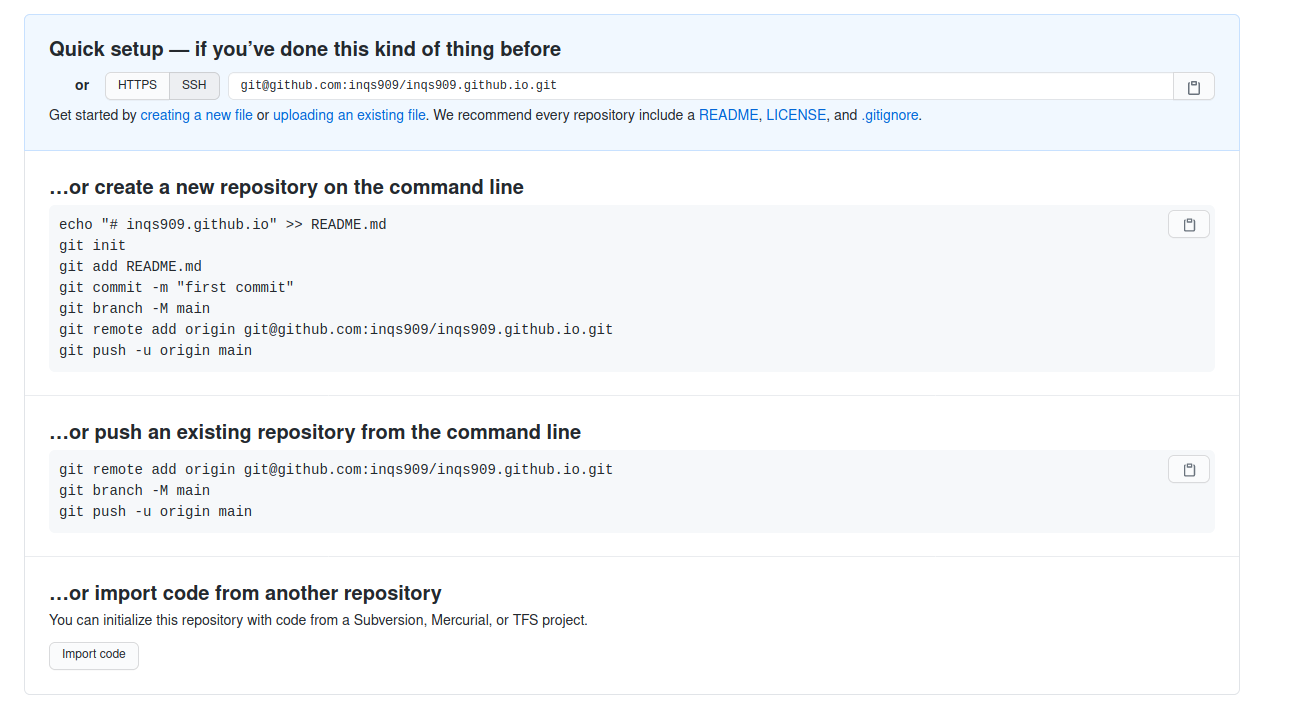 Quick setup — if you’ve done this kind of thing before
or HTTPS SSH git@github.com:inqs909/inqs909.github.io.git
Get started by creating a new file or uploading an existing file. We recommend every repository include a README, LICENSE, and .gitignore.
…or create a new repository on the command line
echo "# inqs909.github.io" >> README.md
git init
git add README.md
git commit -m "first commit"
git branch -M main
git remote add origin git@github.com:inqs909/inqs909.github.io.git
git push -u origin main
…or push an existing repository from the command line
git remote add origin git@github.com:inqs909/inqs909.github.io.git
git branch -M main
git push -u origin main
…or import code from another repository
You can initialize this repository with code from a Subversion, Mercurial, or TFS project.
Import code